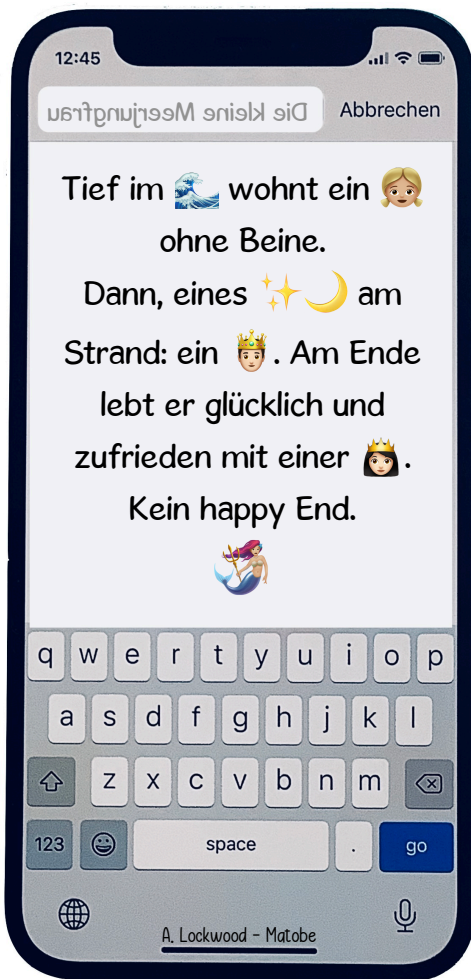 12:45
Die Kleine Meerjungfrau Abbrechen
Tief im 🌊 wohnt ein 👧🏼
ohne Beine.
Dann, eines ✨🌙 am
Strand: ein 🤴🏻. Am Ende
lebt er glücklich und
zufrieden mit einer 👸🏻.
Kein happy End.
🧜🏼‍♀️
q w e r t y u i o p
a s d f g h j k l
z x c v b n m
123 space . go
A. Lockwood - Matobe